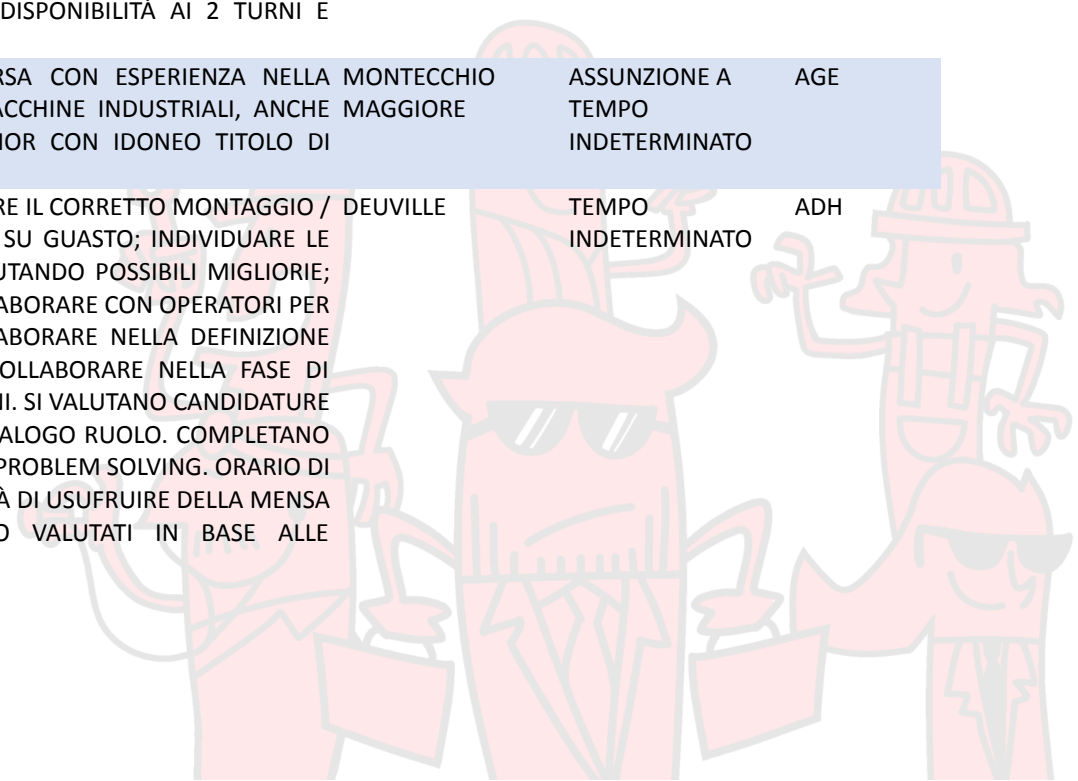 DISPONIBILITÀ AI 2 TURNI E
RSA CON ESPERIENZA NELLA
ACCHINE INDUSTRIALI, ANCHE
IOR CON IDONEO TITOLO DI
MONTECCHIO
MAGGIORE
ASSUNZIONE A
TEMPO
INDETERMINATO
AGE
RE IL CORRETTO MONTAGGIO /
SU GUASTO; INDIVIDUARE LE
UTANDO POSSIBILI MIGLIORIE;
ABORARE CON OPERATORI PER
ABORARE NELLA DEFINIZIONE
OLLABORARE NELLA FASE DI
NI. SI VALUTANO CANDIDATURE
ALOGO RUOLO. COMPLETANO
PROBLEM SOLVING. ORARIO DI
À DI USUFRUIRE DELLA MENSA
O VALUTATI IN BASE ALLE
DEUVILLE
TEMPO
INDETERMINATO
ADH